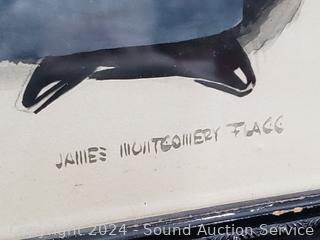 JAMES MONTGOMERY FLAGG
Copyright 2024 - Sound Auction Service